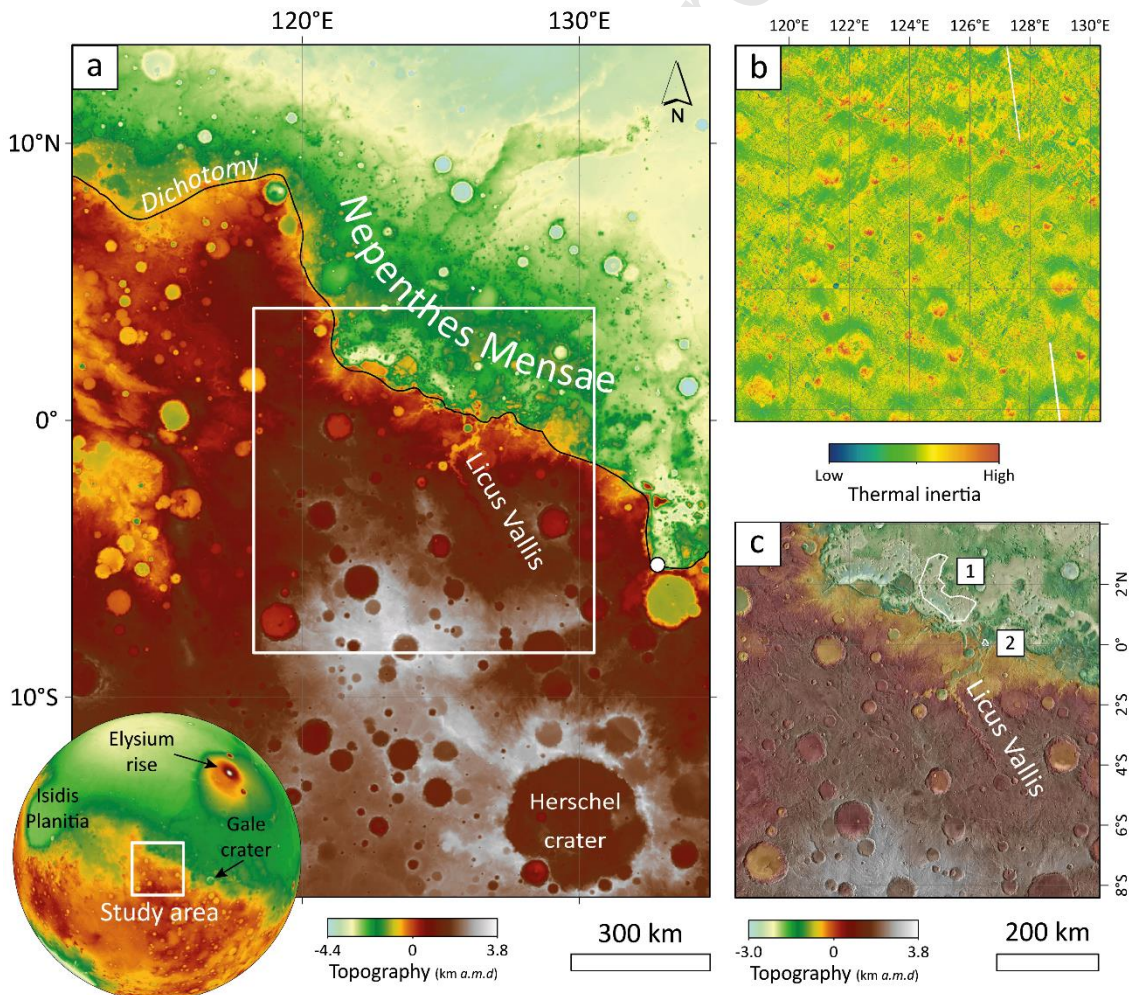 120°E
130°E
a
N
10°N
0°
10°S
Dichotomy
Nepenthes Mensae
Licus Vallis
Herschel
crater
Elysium
rise
Isidis
Planitia
Gale
crater
Study area
-4.4
0
3.8
Topography (km a.m.d)
300 km
120°E
122°E
124°E
126°E
128°E
130°E
b
Low
High
Thermal inertia
c
1
2
Licus Vallis
2°N
0°
2°S
4°S
6°S
8°S
-3.0
0
3.8
Topography (km a.m.d)
200 km